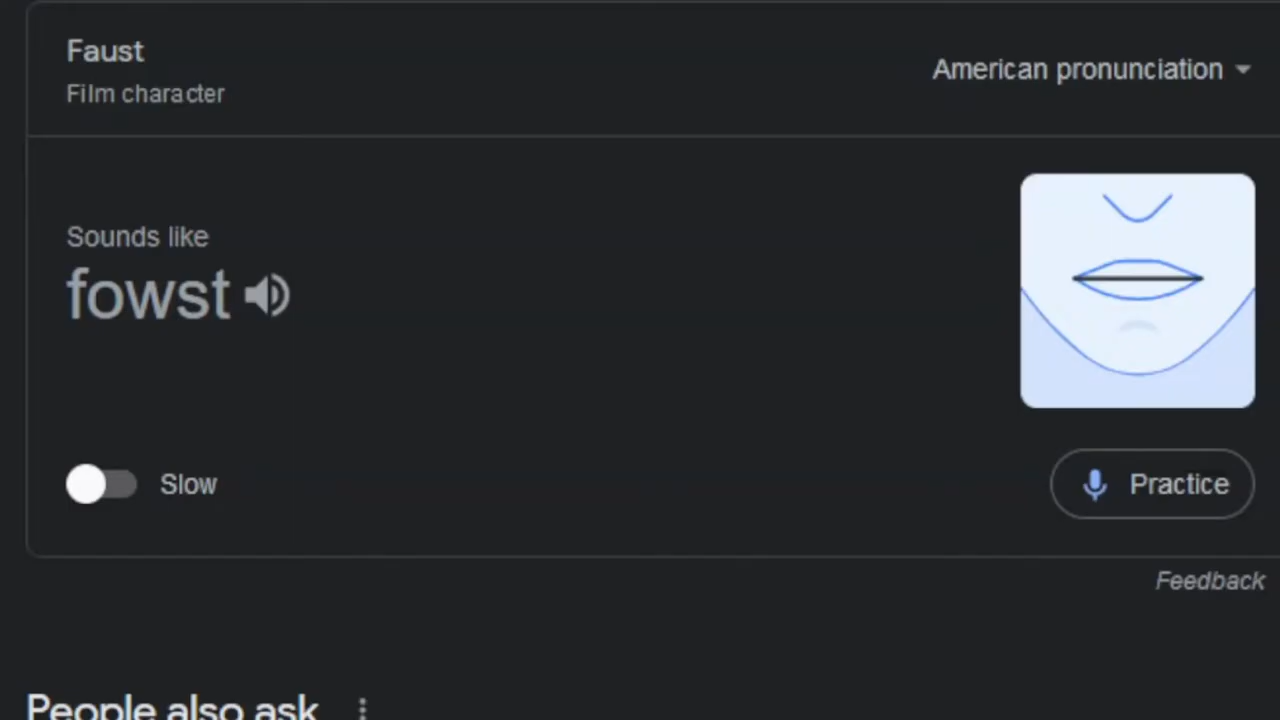 Faust
Film character
American pronunciation
Sounds like
fowst
Slow
Practice
Feedback
People also ask